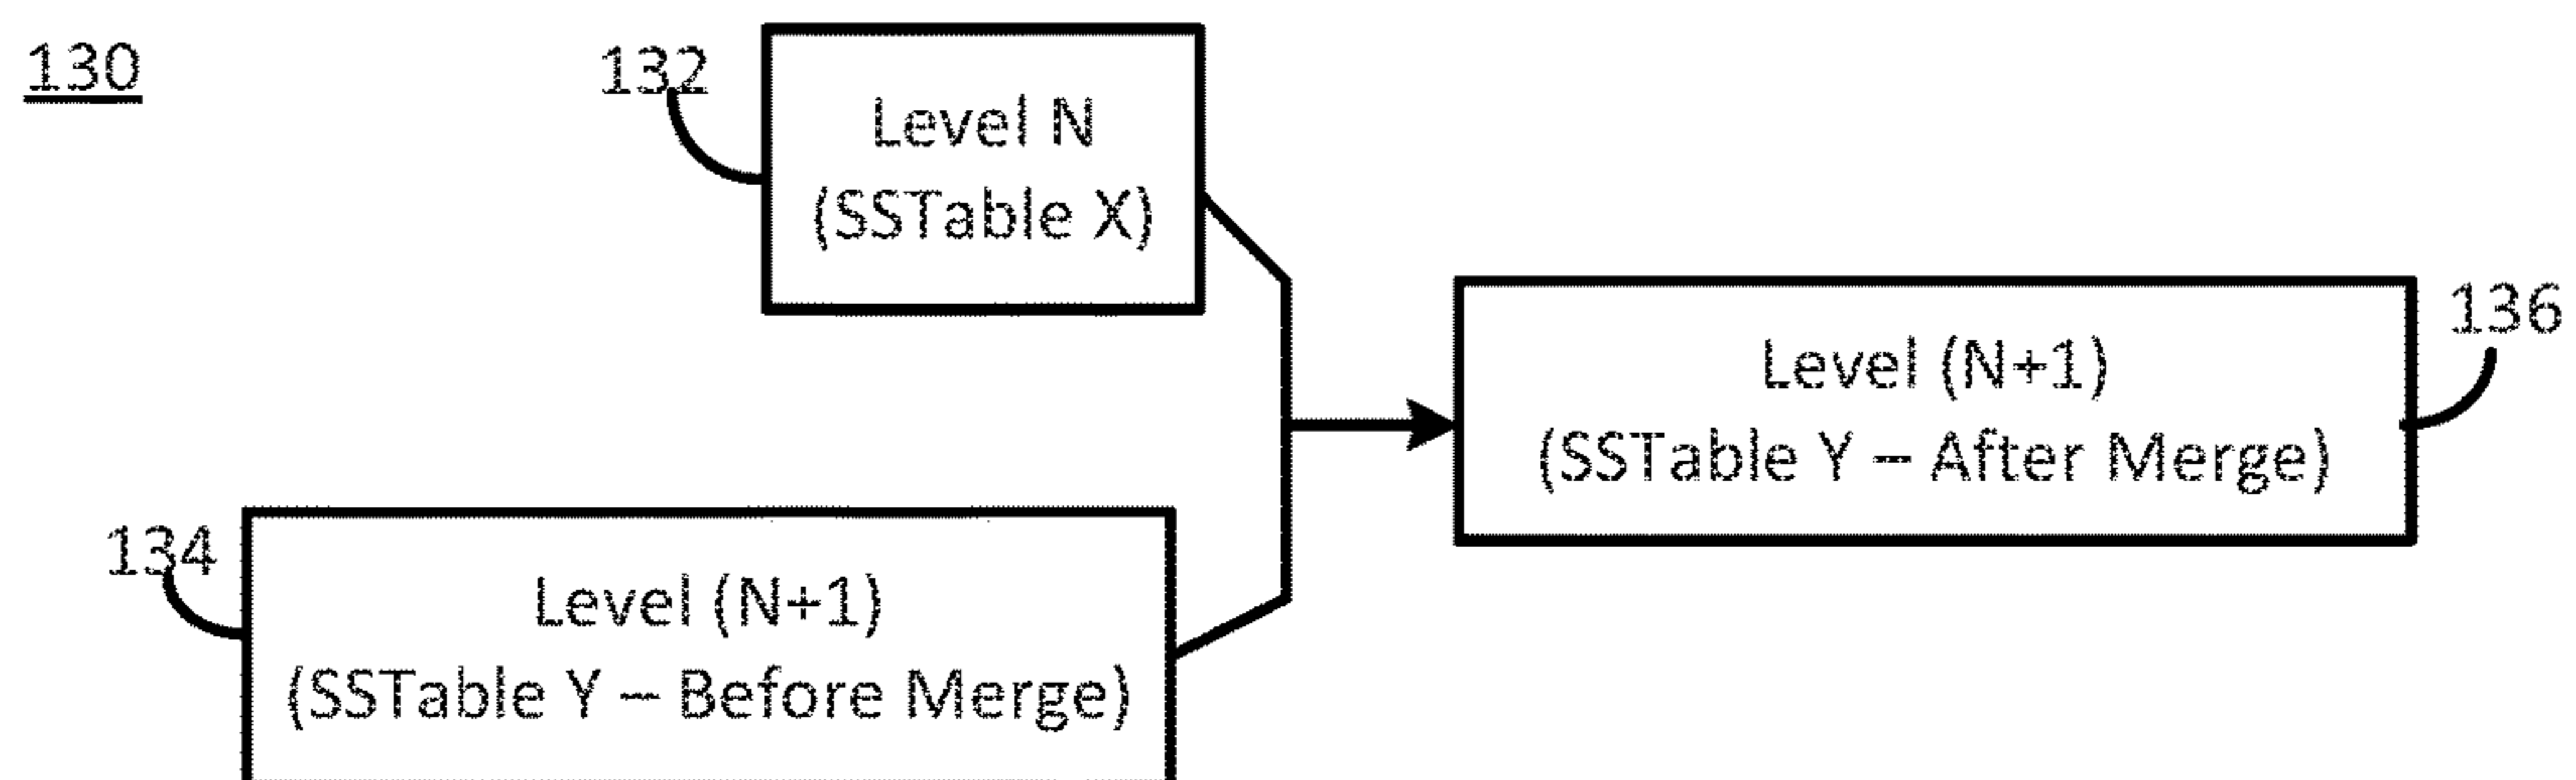 130
132
Level N
(SSTable X)
136
Level (N+1)
(SSTable Y – After Merge)
134
Level (N+1)
(SSTable Y – Before Merge)